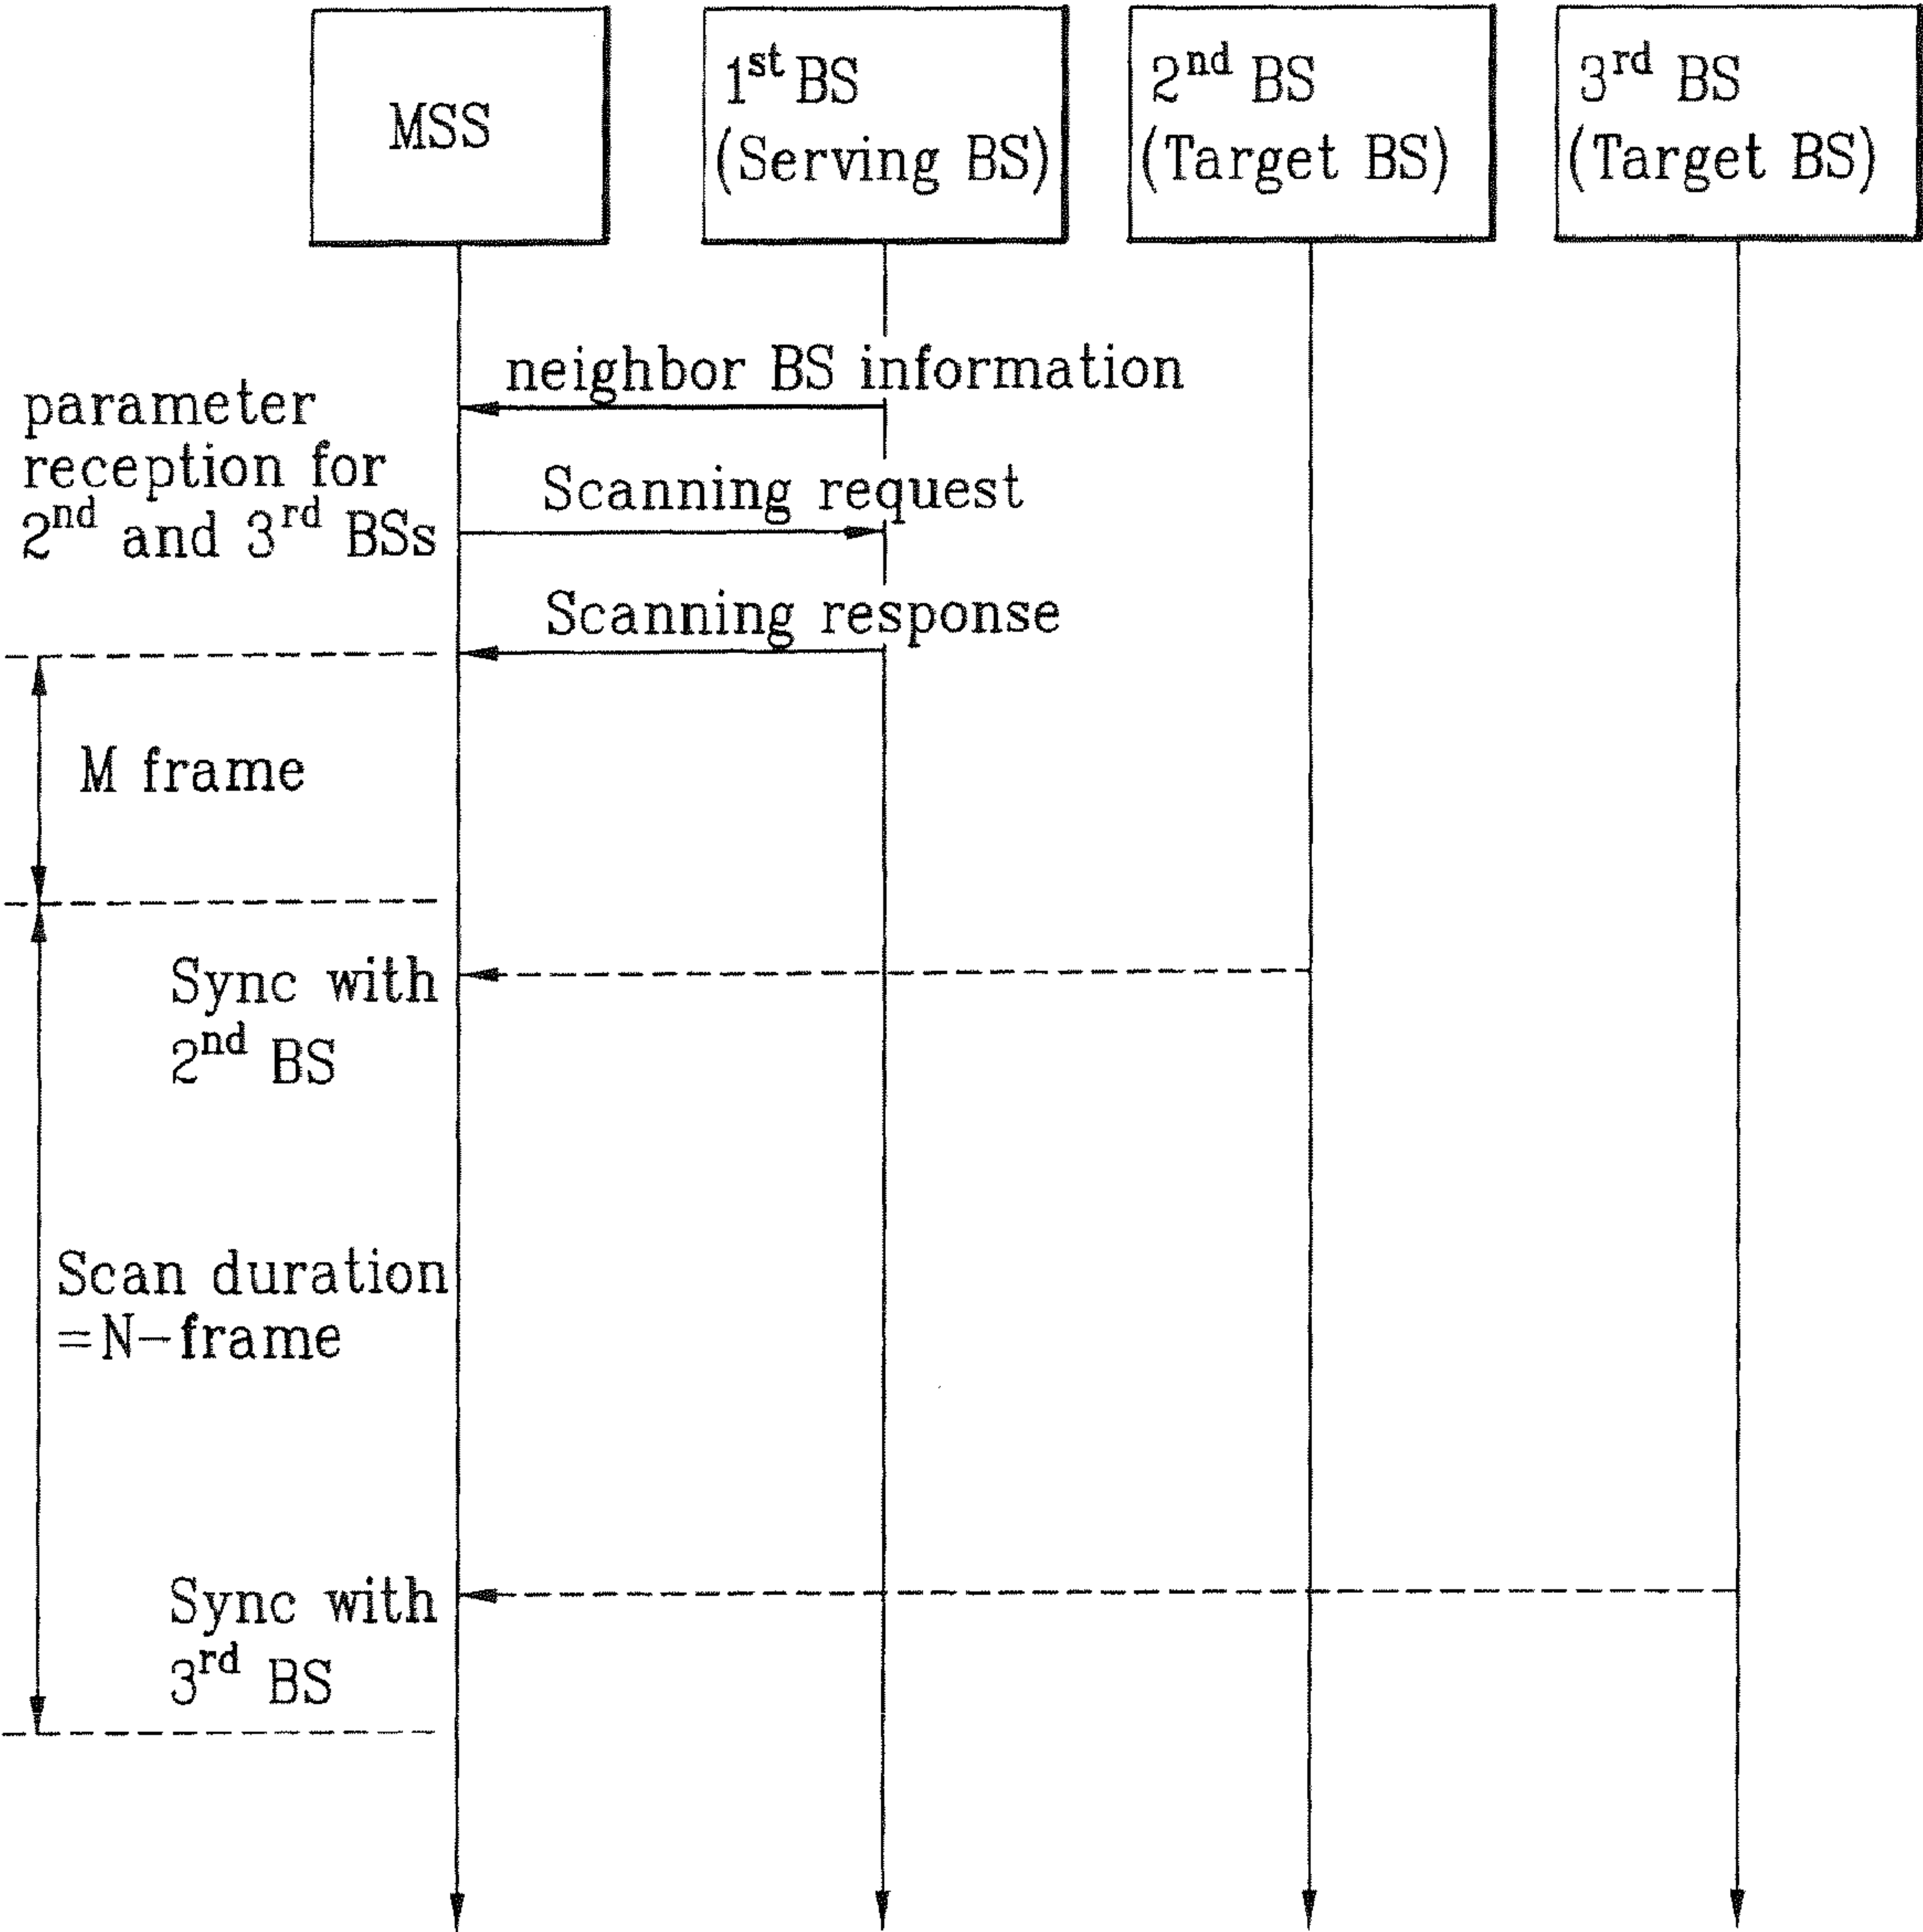 MSS
1st BS
(Serving BS)
2nd BS
(Target BS)
3rd BS
(Target BS)
neighbor BS information
parameter
reception for
2nd and 3rd BSs
Scanning request
Scanning response
M frame
Sync with
2nd BS
Scan duration
=N-frame
Sync with
3rd BS